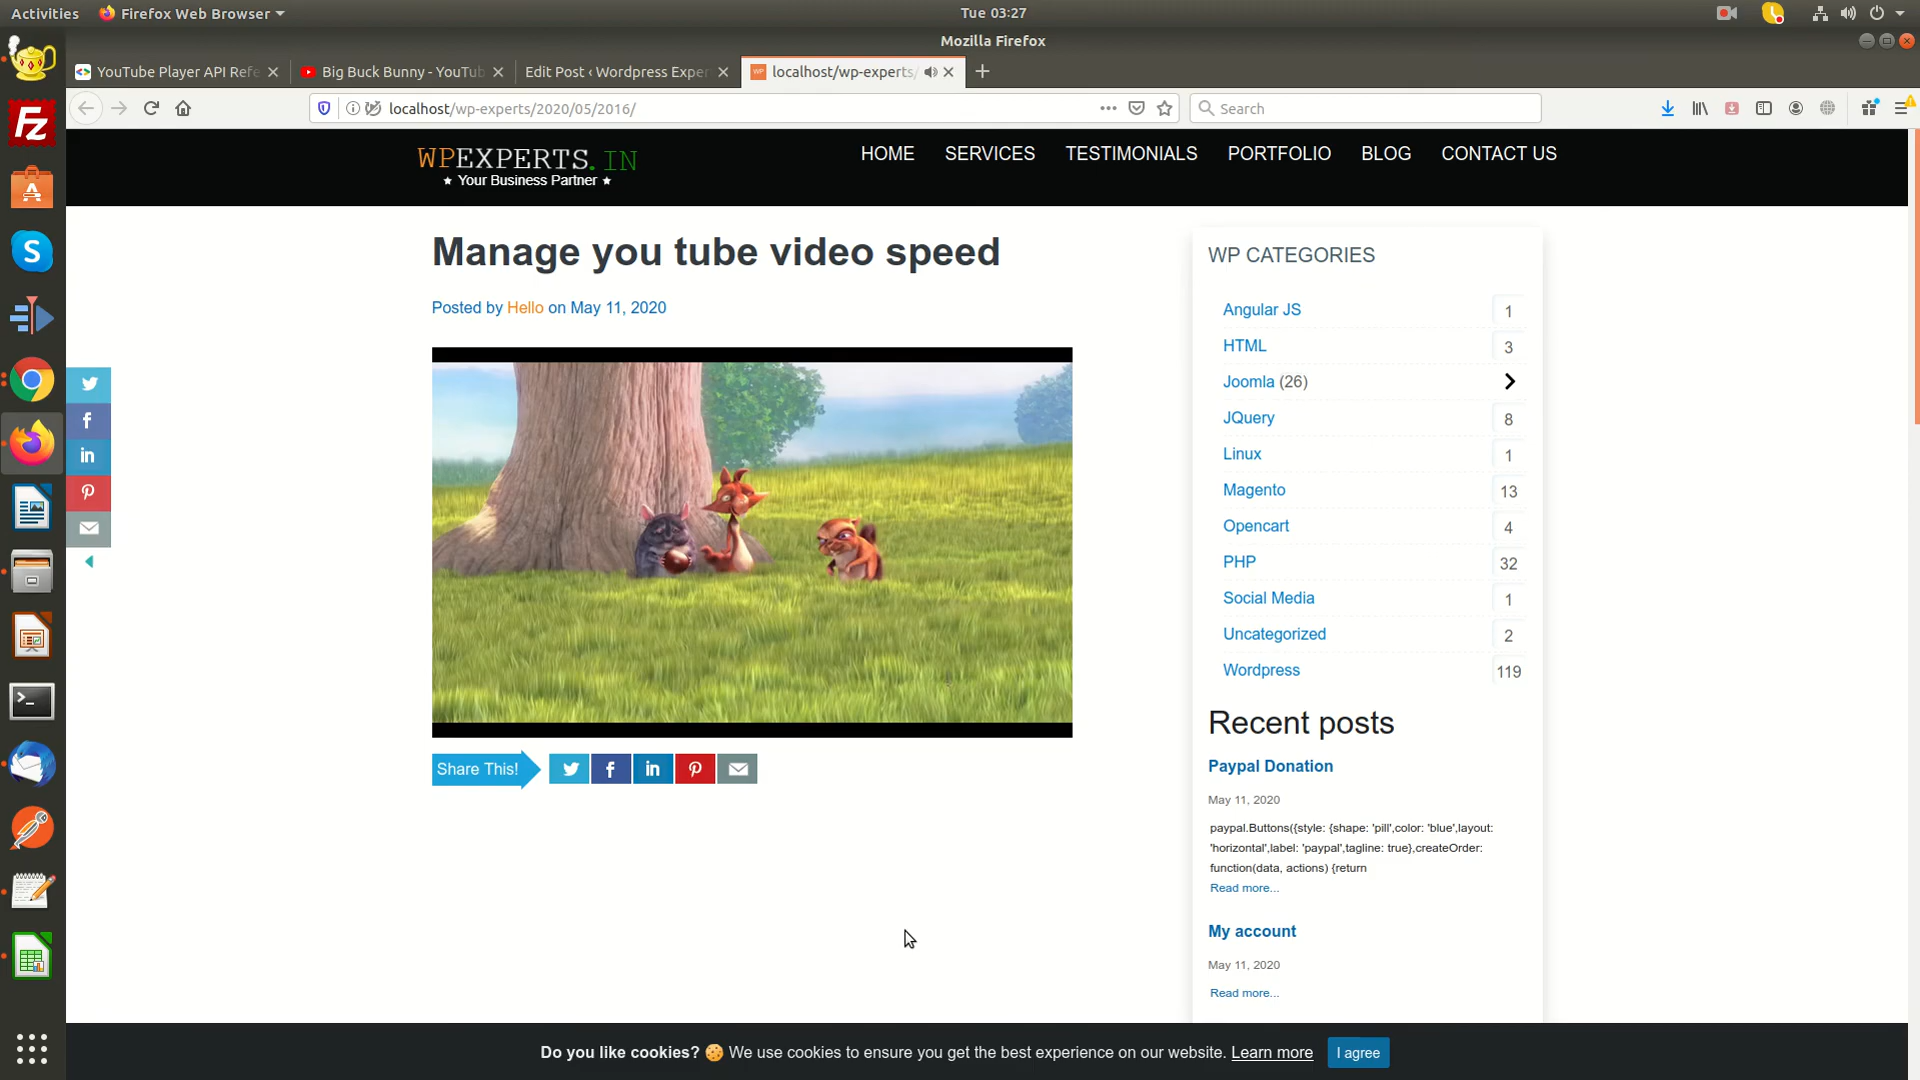 Activities
Firefox Web Browser
Tue 03:27
Mozilla Firefox
YouTube Player API Refe
Big Buck Bunny - YouTub
Edit Post ‹ Wordpress Exper
WP
localhost/wp-experts/
localhost/wp-experts/2020/05/2016/
Search
WPEXPERTS.IN
★ Your Business Partner ★
HOME
SERVICES
TESTIMONIALS
PORTFOLIO
BLOG
CONTACT US
Manage you tube video speed
Posted by Hello on May 11, 2020
Share This!
WP CATEGORIES
Angular JS 1
HTML 3
Joomla (26)
JQuery 8
Linux 1
Magento 13
Opencart 4
PHP 32
Social Media 1
Uncategorized 2
Wordpress 119
Recent posts
Paypal Donation
May 11, 2020
paypal.Buttons({style: {shape: 'pill',color: 'blue',layout:
'horizontal',label: 'paypal',tagline: true},createOrder:
function(data, actions) {return
Read more...
My account
May 11, 2020
Read more...
Do you like cookies? 🍪 We use cookies to ensure you get the best experience on our website. Learn more
I agree